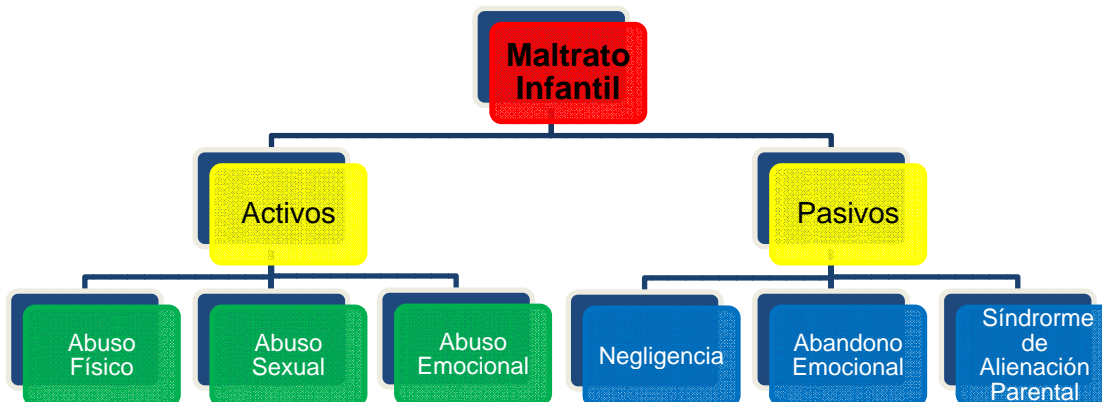 Maltrato
Infantil
Activos
Pasivos
Abuso
Físico
Abuso
Sexual
Abuso
Emocional
Negligencia
Abandono
Emocional
Síndrorme
de
Alienación
Parental